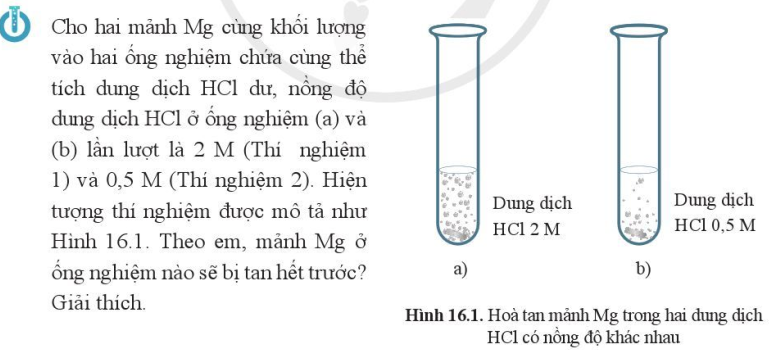 Cho hai mảnh Mg cùng khối lượng
vào hai ống nghiệm chứa cùng thể
tích dung dịch HCl dư, nồng độ
dung dịch HCl ở ống nghiệm (a) và
(b) lần lượt là 2 M (Thí nghiệm
1) và 0,5 M (Thí nghiệm 2). Hiện
tượng thí nghiệm được mô tả như
Hình 16.1. Theo em, mảnh Mg ở
ống nghiệm nào sẽ bị tan hết trước?
Giải thích.
Dung dịch
HCl 2 M
a)
Dung dịch
HCl 0,5 M
b)
Hình 16.1. Hoà tan mảnh Mg trong hai dung dịch
HCl có nồng độ khác nhau